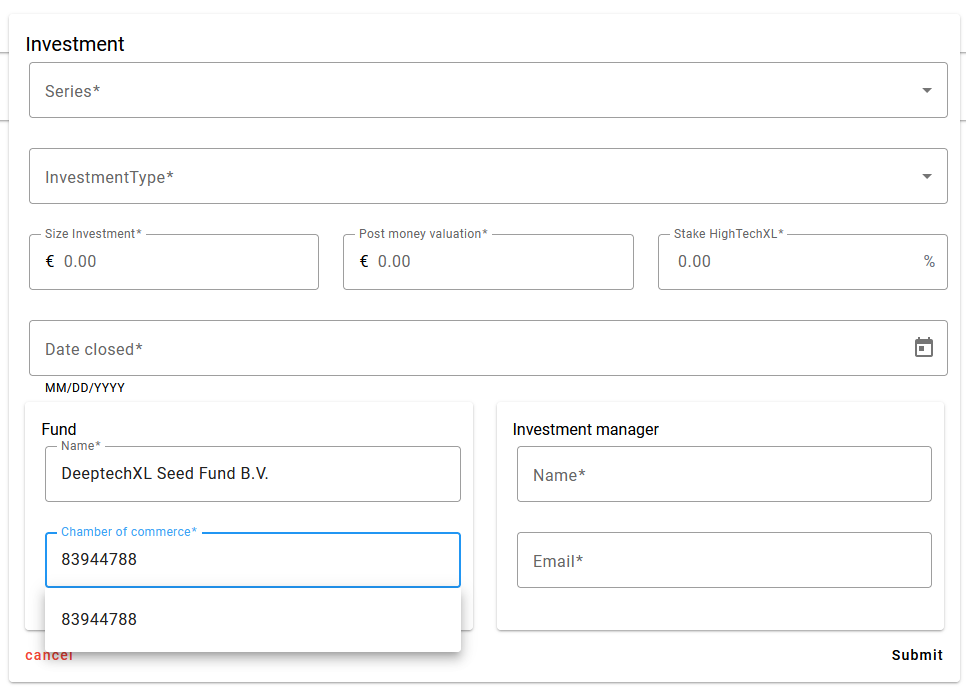 Investment
Series*
InvestmentType*
Size Investment*
€ 0.00
Post money valuation*
€ 0.00
Stake HighTechXL*
0.00 %
Date closed*
MM/DD/YYYY
Fund
Name*
DeeptechXL Seed Fund B.V.
Chamber of commerce*
83944788
83944788
Investment manager
Name*
Email*
cancel
Submit